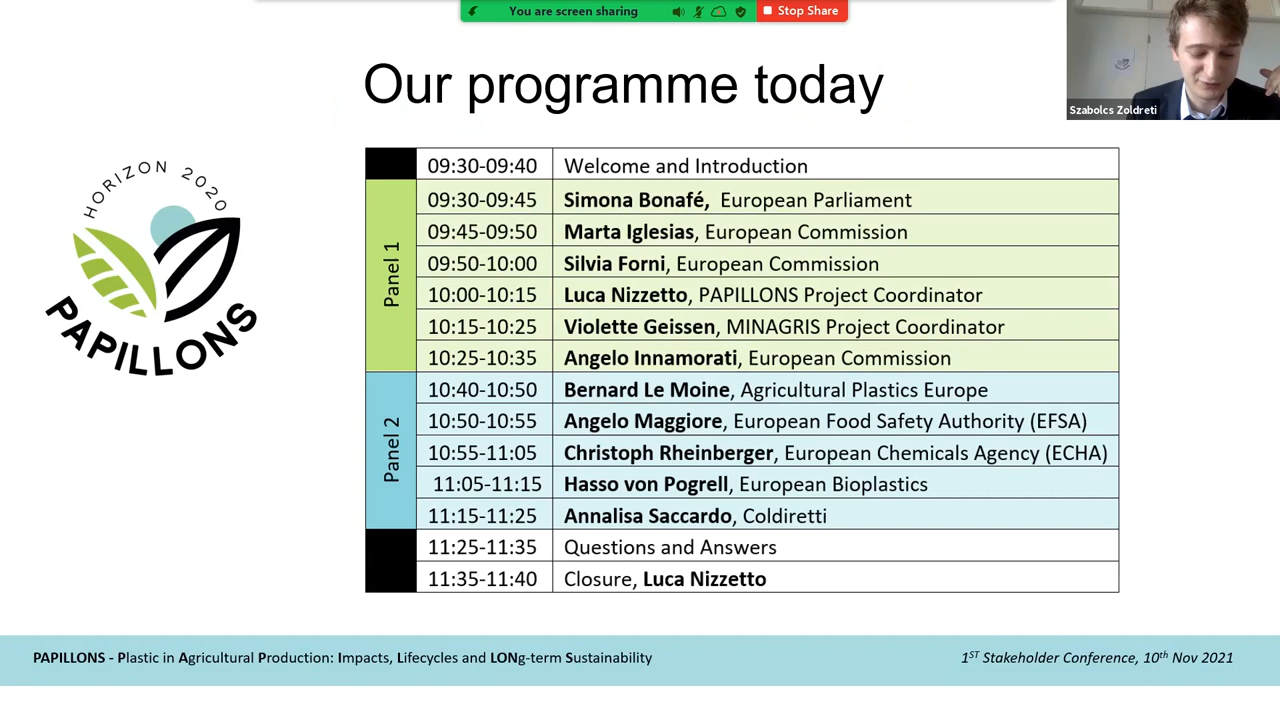 You are screen sharing
Stop Share
Szabolcs Zoldreti
Our programme today
HORIZON 2020
PAPILLONS
09:30-09:40 Welcome and Introduction
Panel 1
09:30-09:45 Simona Bonafé, European Parliament
09:45-09:50 Marta Iglesias, European Commission
09:50-10:00 Silvia Forni, European Commission
10:00-10:15 Luca Nizzetto, PAPILLONS Project Coordinator
10:15-10:25 Violette Geissen, MINAGRIS Project Coordinator
10:25-10:35 Angelo Innamorati, European Commission
Panel 2
10:40-10:50 Bernard Le Moine, Agricultural Plastics Europe
10:50-10:55 Angelo Maggiore, European Food Safety Authority (EFSA)
10:55-11:05 Christoph Rheinberger, European Chemicals Agency (ECHA)
11:05-11:15 Hasso von Pogrell, European Bioplastics
11:15-11:25 Annalisa Saccardo, Coldiretti
11:25-11:35 Questions and Answers
11:35-11:40 Closure, Luca Nizzetto
PAPILLONS - Plastic in Agricultural Production: Impacts, Lifecycles and LONg-term Sustainability
1ST Stakeholder Conference, 10th Nov 2021